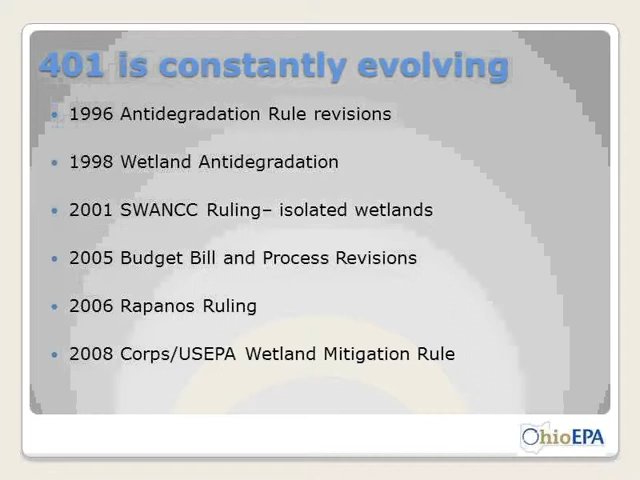 401 is constantly evolving
• 1996 Antidegradation Rule revisions
• 1998 Wetland Antidegradation
• 2001 SWANCC Ruling– isolated wetlands
• 2005 Budget Bill and Process Revisions
• 2006 Rapanos Ruling
• 2008 Corps/USEPA Wetland Mitigation Rule
OhioEPA